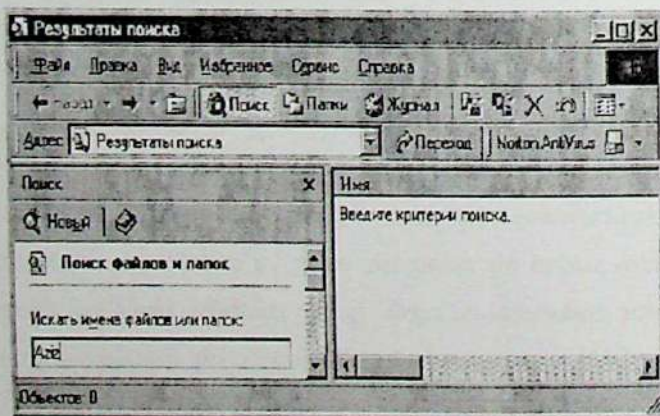 Результаты поиска
Файл Правка Вид Избранное Сервис Справка
Назад Поиск Папки Журнал
Адрес Результаты поиска Переход Norton AntiVirus
Поиск Имя
Новый Введите критерии поиска.
Поиск файлов и папок
Искать имена файлов или папок:
Aziz
Объектов: 0